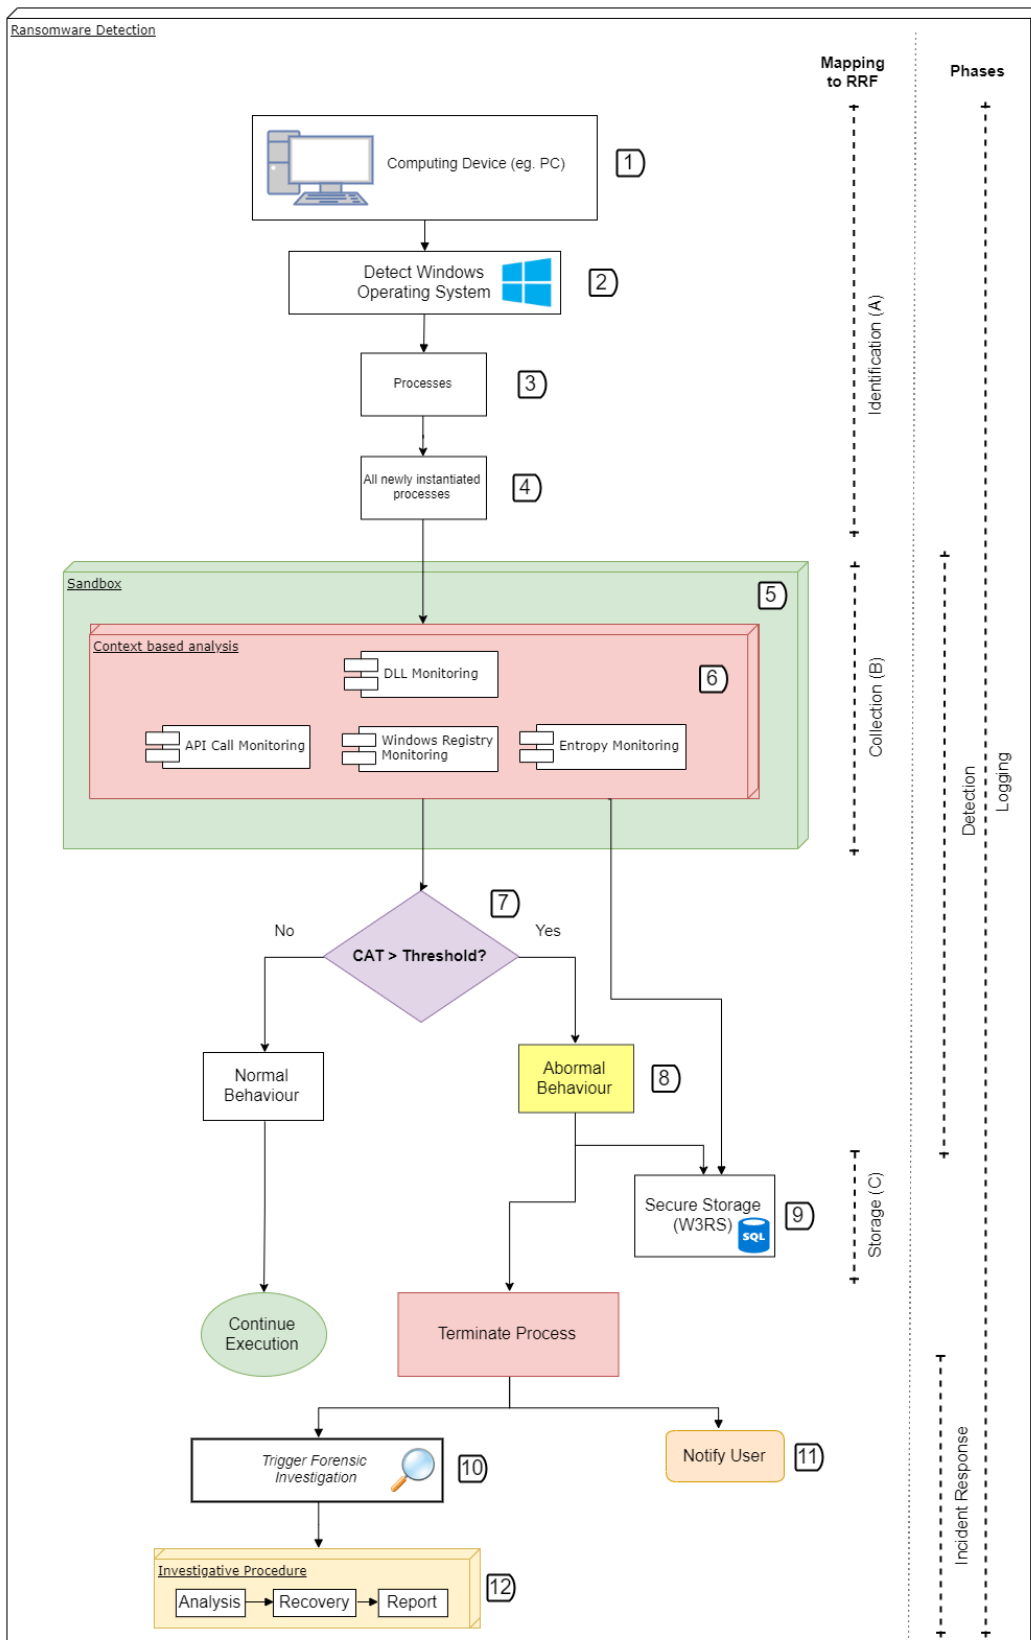 Ransomware Detection
Mapping
to RRF
Phases
Computing Device (eg. PC)
1
Detect Windows
Operating System
2
Identification (A)
Processes
3
All newly instantiated
processes
4
Sandbox
5
Context based analysis
DLL Monitoring
6
API Call Monitoring
Windows Registry
Monitoring
Entropy Monitoring
Collection (B)
Detection
Logging
7
No
Yes
CAT > Threshold?
Normal
Behaviour
Abormal
Behaviour
8
Secure Storage
(W3RS)
SQL
9
Storage (C)
Continue
Execution
Terminate Process
Trigger Forensic
Investigation
10
Notify User
11
Incident Response
Investigative Procedure
12
Analysis
Recovery
Report